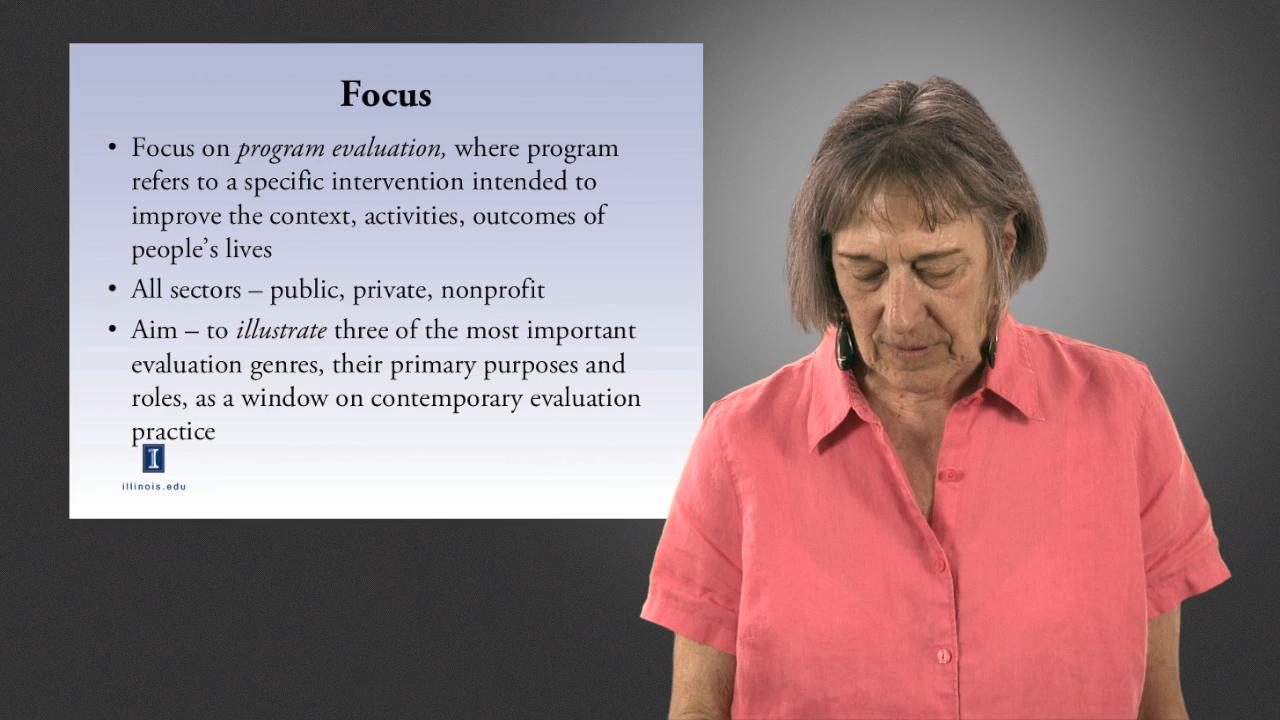 Focus
• Focus on program evaluation, where program
refers to a specific intervention intended to
improve the context, activities, outcomes of
people's lives
• All sectors – public, private, nonprofit
• Aim – to illustrate three of the most important
evaluation genres, their primary purposes and
roles, as a window on contemporary evaluation
practice
I
illinois.edu